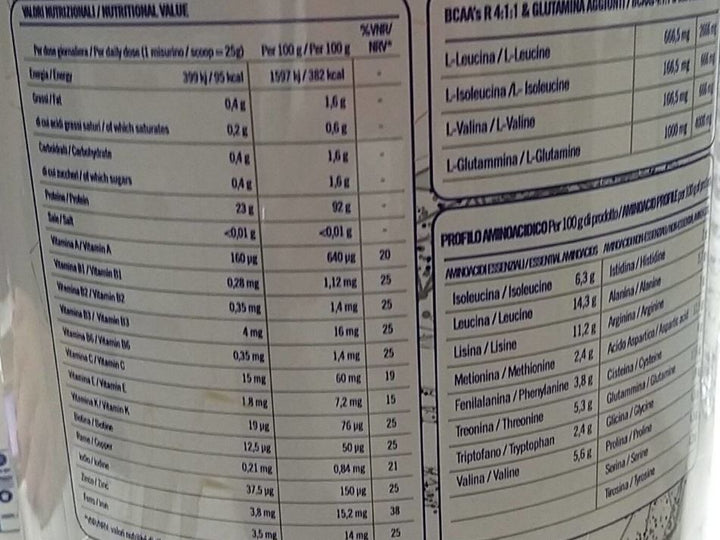 VALORI NUTRIZIONALI / NUTRITIONAL VALUE
Per dose giornaliera / Per daily dose (1 misurino / scoop = 25g) Per 100 g / Per 100 g %VNR/ NRV*
Energia / Energy 399 kj / 95 kcal 1597 kj / 382 kcal -
Grassi / Fat 0,4 g 1,6 g -
di cui acidi grassi saturi / of which saturates 0,2 g 0,6 g -
Carboidrati / Carbohydrate 0,4 g 1,6 g -
di cui zuccheri / of which sugars 0,4 g 1,6 g -
Proteine / Protein 23 g 92 g -
Sale / Salt <0,01 g <0,01 g -
Vitamina A / Vitamin A 160 µg 640 µg 20
Vitamina B1 / Vitamin B1 0,28 mg 1,12 mg 25
Vitamina B2 / Vitamin B2 0,35 mg 1,4 mg 25
Vitamina B3 / Vitamin B3 4 mg 16 mg 25
Vitamina B6 / Vitamin B6 0,35 mg 1,4 mg 25
Vitamina C / Vitamin C 15 mg 60 mg 19
Vitamina E / Vitamin E 1,8 mg 7,2 mg 15
Vitamina K / Vitamin K 19 µg 76 µg 25
Biotina / Biotine 12,5 µg 50 µg 25
Rame / Copper 0,21 mg 0,84 mg 21
Iodio / Iodine 37,5 µg 150 µg 25
Zinco / Zinc 3,8 mg 15,2 mg 38
Ferro / Iron 3,5 mg 14 mg 25
BCAA's R 4:1:1 & GLUTAMINA AGGIUNTI /
L-Leucina / L-Leucine 666,5 mg
L-Isoleucina / L- Isoleucine 166,5 mg
L-Valina / L-Valine 166,5 mg
L-Glutammina / L-Glutamine 1000 mg
PROFILO AMINOACIDICO Per 100 g di prodotto / AMINOACID PROFILE per 100 g of
AMINOACIDI ESSENZIALI / ESSENTIAL AMINOACIDS
Isoleucina / Isoleucine 6,3 g
Leucina / Leucine 14,3 g
Lisina / Lisine 11,2 g
Metionina / Methionine 2,4 g
Fenilalanina / Phenylanine 3,8 g
Treonina / Threonine 5,3 g
Triptofano / Tryptophan 2,4 g
Valina / Valine 5,6 g
Istidina / Histidine
Alanina / Alanine
Arginina / Arginine
Acido Aspartico / Aspartic acid
Cisteina / Cysteine
Glutammina / Glutamine
Glicina / Glycine
Prolina / Proline
Serina / Serine
Tirosina / Tyrosine